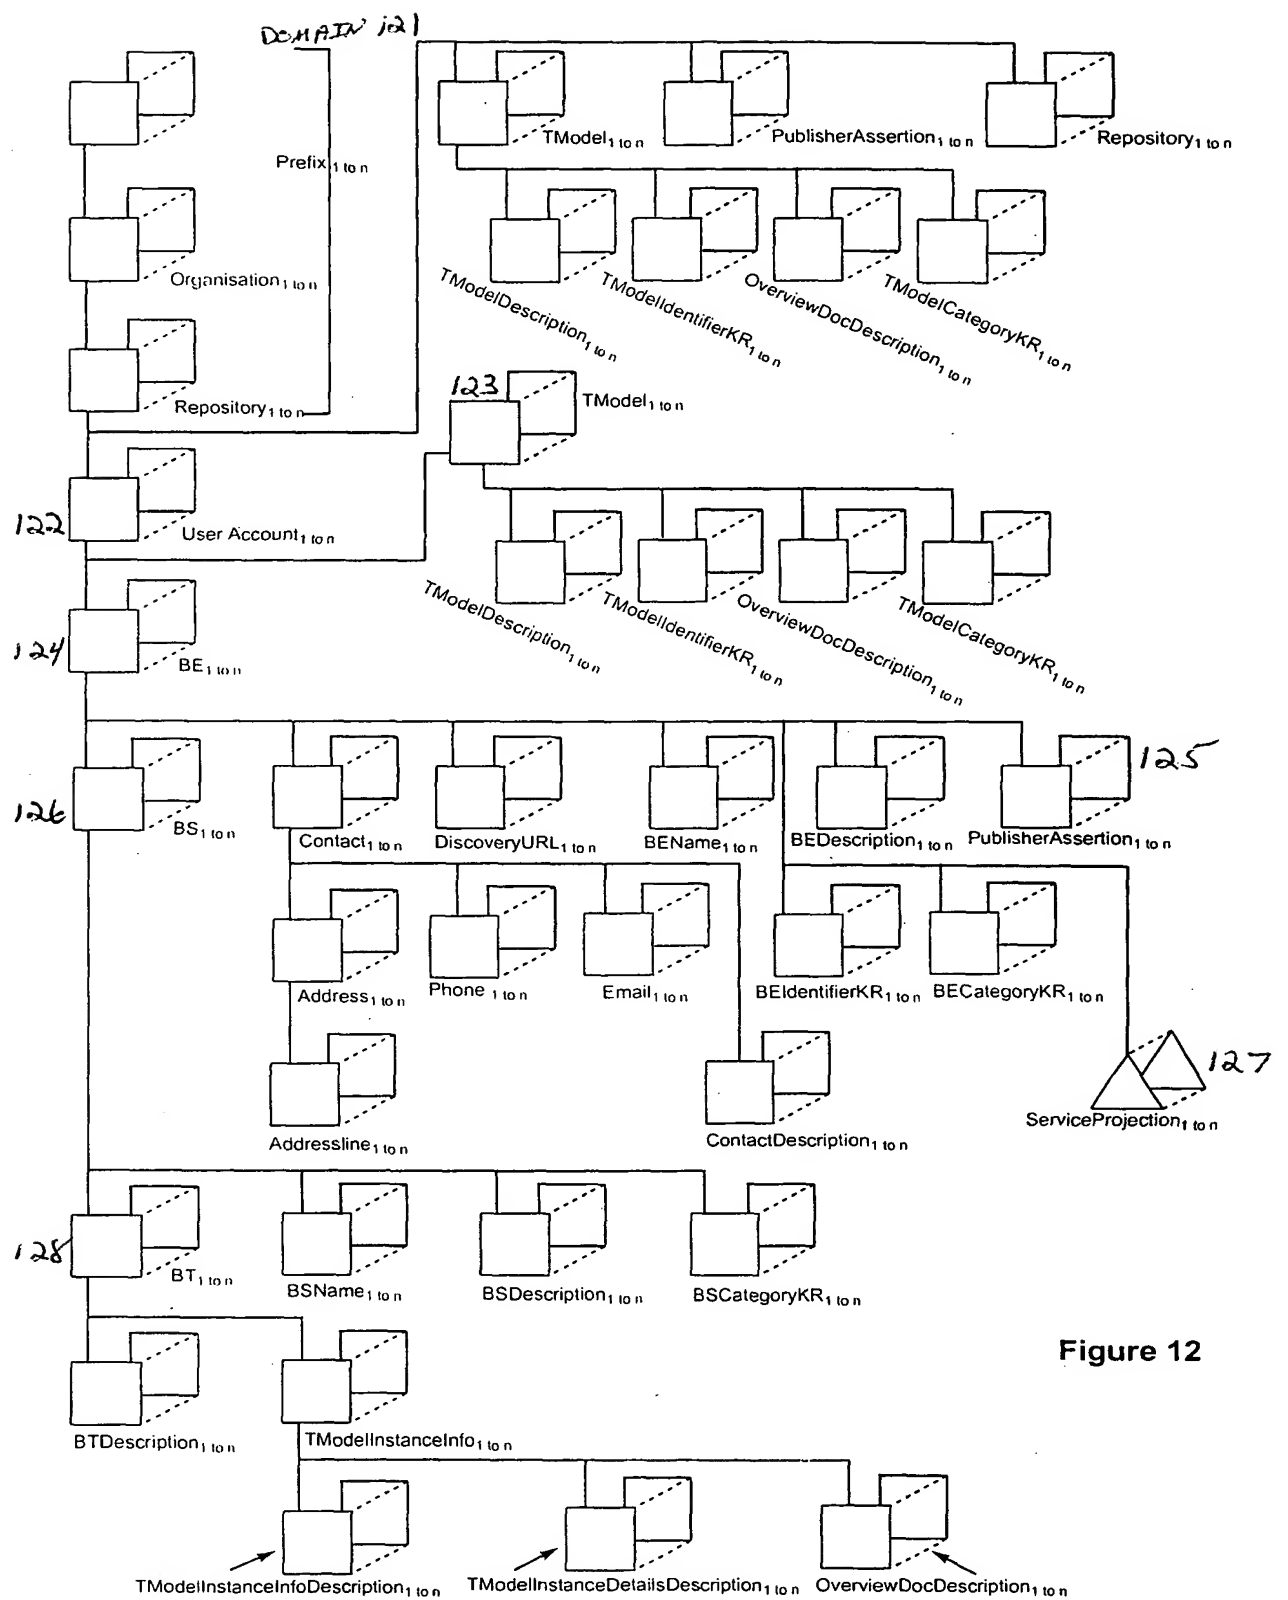 DOMAIN 121
TModel1 to n
PublisherAssertion1 to n
Repository1 to n
Prefix1 to n
Organisation1 to n
TModelDescription1 to n
TModelIdentifierKR1 to n
OverviewDocDescription1 to n
TModelCategoryKR1 to n
Repository1 to n
123
TModel1 to n
122
User Account1 to n
TModelDescription1 to n
TModelIdentifierKR1 to n
OverviewDocDescription1 to n
TModelCategoryKR1 to n
124
BE1 to n
125
126
BS1 to n
Contact1 to n
DiscoveryURL1 to n
BEName1 to n
BEDescription1 to n
PublisherAssertion1 to n
Address1 to n
Phone 1 to n
Email1 to n
BEIdentifierKR1 to n
BECategoryKR1 to n
127
Addressline1 to n
ContactDescription1 to n
ServiceProjection1 to n
128
BT1 to n
BSName1 to n
BSDescription1 to n
BSCategoryKR1 to n
Figure 12
BTDescription1 to n
TModelInstanceInfo1 to n
TModelInstanceInfoDescription1 to n
TModelInstanceDetailsDescription1 to n
OverviewDocDescription1 to n